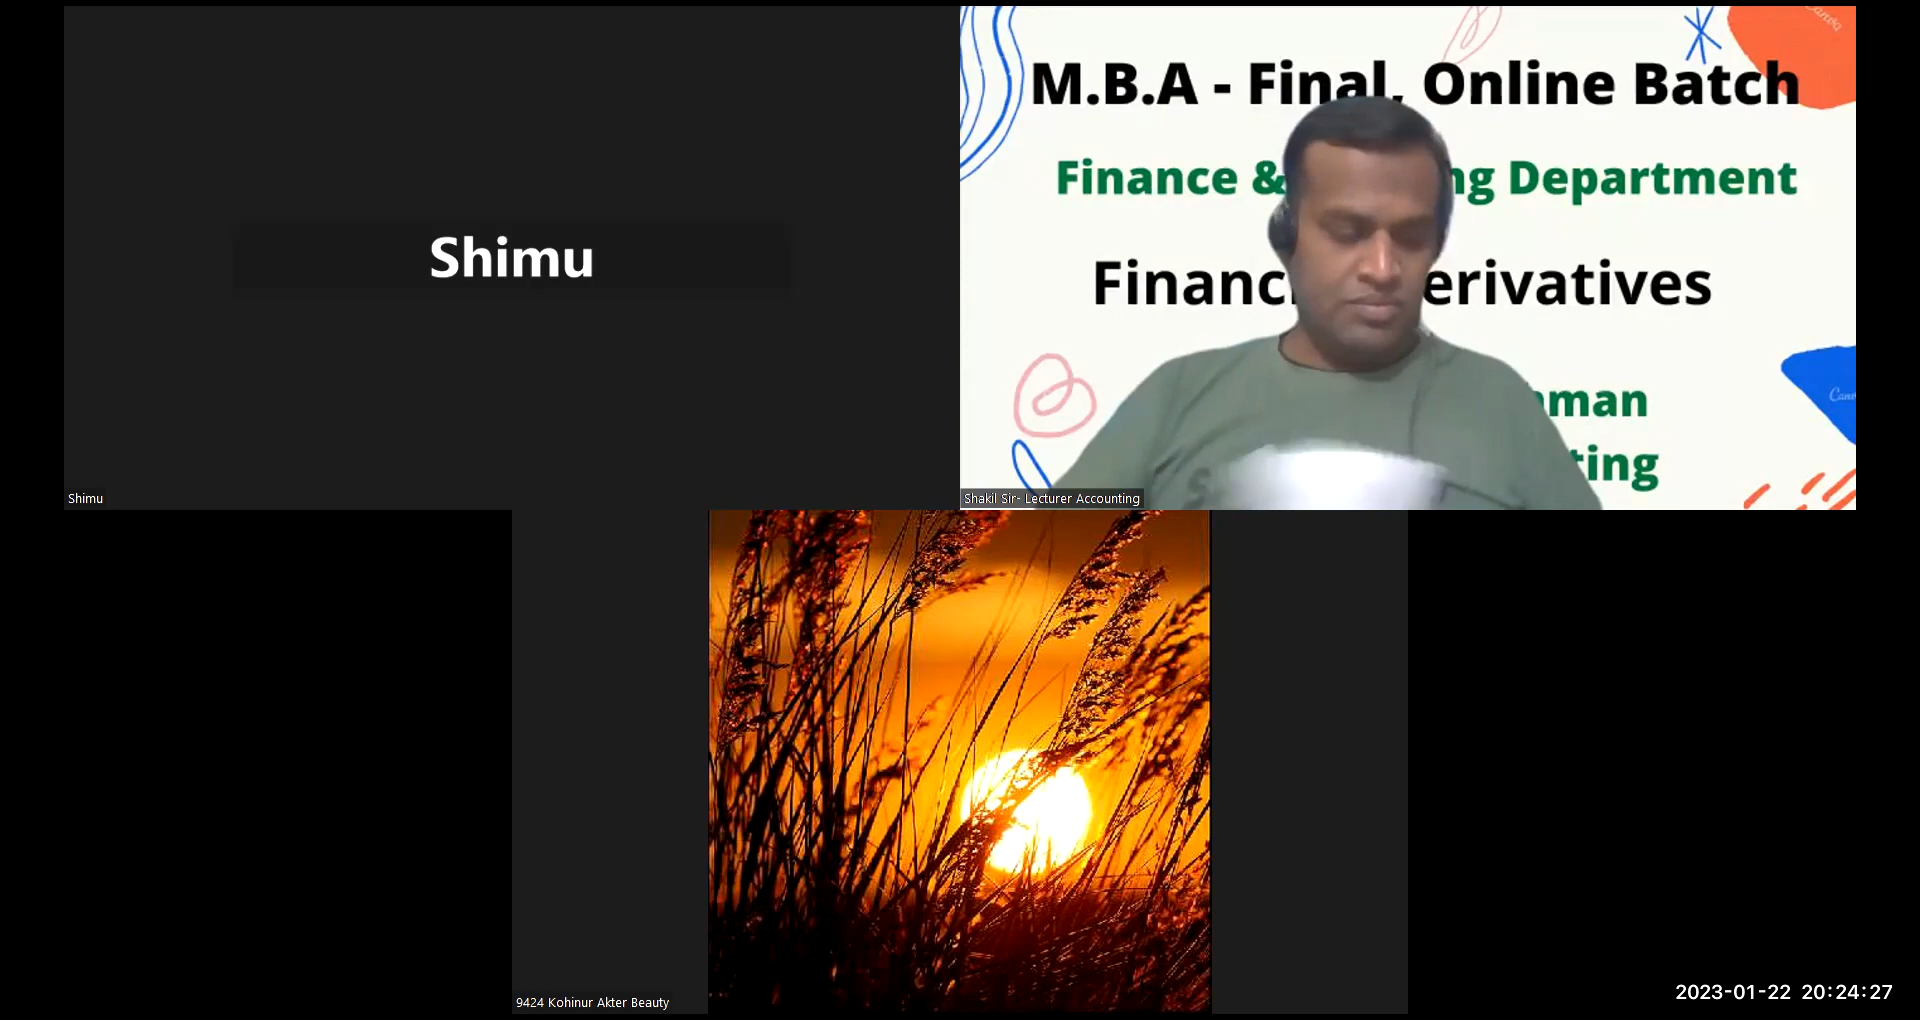 Shimu
Shimu
M.B.A - Final, Online Batch
Finance & ng Department
Financ erivatives
man
ting
Canva
Shakil Sir- Lecturer Accounting
9424 Kohinur Akter Beauty
2023-01-22 20:24:27